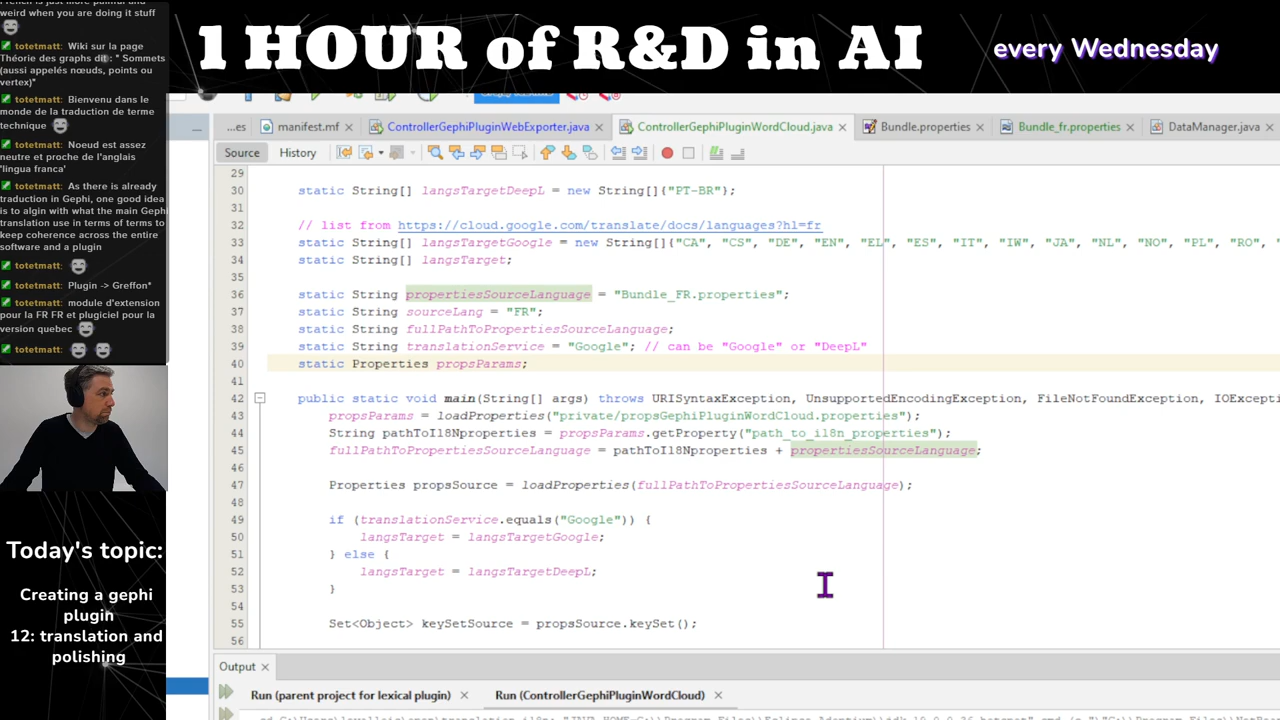 weird when you are doing it stuff
totetmatt: Wiki sur la page
Théorie des graphs dit: " Sommets
(aussi appelés nœuds, points ou
vertex)"
totetmatt: Bienvenu dans le
monde de la traduction de terme
technique
totetmatt: Noeud est assez
neutre et proche de l'anglais
'lingua franca'
totetmatt: As there is already
traduction in Gephi, one good idea
is to algin with what the main Geph
translation use in terms of terms to
keep coherence across the entire
software and a plugin
totetmatt:
totetmatt: Plugin -> Greffon*
totetmatt: module d'extension
pour la FR FR et plugiciel pour la
version quebec
totetmatt:
Today's topic:
Creating a gephi
plugin
12: translation and
polishing
1 HOUR of R&D in AI
every Wednesday
...es manifest.mf ControllerGephiPluginWebExporter.java ControllerGephiPluginWordCloud.java Bundle.properties Bundle_fr.properties DataManager.java
Source History
29
30 static String[] langsTargetDeepL = new String[]{"PT-BR"};
31
32 // list from https://cloud.google.com/translate/docs/languages?hl=fr
33 static String[] langsTargetGoogle = new String[]{"CA", "CS", "DE", "EN", "EL", "ES", "IT", "IW", "JA", "NL", "NO", "PL", "RO",
34 static String[] langsTarget;
35
36 static String propertiesSourceLanguage = "Bundle_FR.properties";
37 static String sourceLang = "FR";
38 static String fullPathToPropertiesSourceLanguage;
39 static String translationService = "Google"; // can be "Google" or "DeepL"
40 static Properties propsParams;
41
42 public static void main(String[] args) throws URISyntaxException, UnsupportedEncodingException, FileNotFoundException, IOExcepti
43 propsParams = loadProperties("private/propsGephiPluginWordCloud.properties");
44 String pathToIl8Nproperties = propsParams.getProperty("path_to_il8n_properties");
45 fullPathToPropertiesSourceLanguage = pathToIl8Nproperties + propertiesSourceLanguage;
46
47 Properties propsSource = loadProperties(fullPathToPropertiesSourceLanguage);
48
49 if (translationService.equals("Google")) {
50 langsTarget = langsTargetGoogle;
51 } else {
52 langsTarget = langsTargetDeepL;
53 }
54
55 Set<Object> keySetSource = propsSource.keySet();
56
Output
Run (parent project for lexical plugin) Run (ControllerGephiPluginWordCloud)